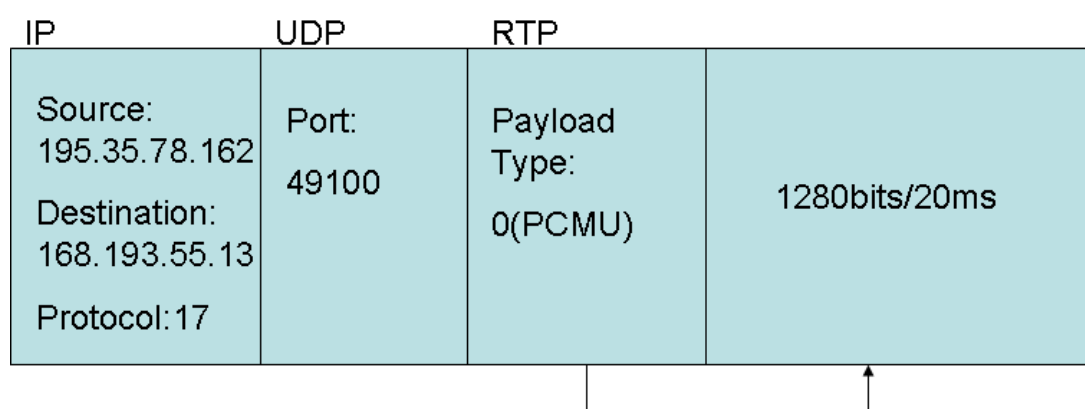 IP
UDP
RTP
Source:
195.35.78.162
Destination:
168.193.55.13
Protocol:17
Port:
49100
Payload
Type:
0(PCMU)
1280bits/20ms